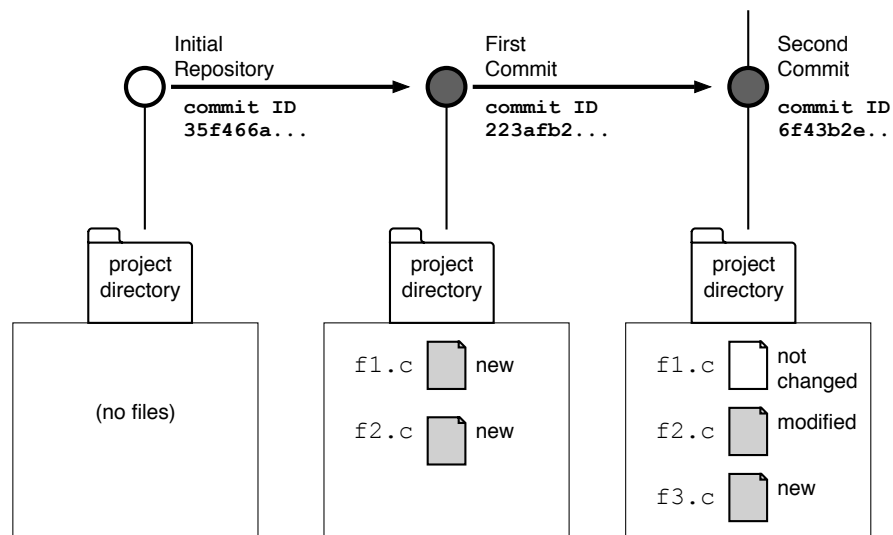 Initial
Repository
commit ID
35f466a...
First
Commit
commit ID
223afb2...
Second
Commit
commit ID
6f43b2e..
project
directory
project
directory
project
directory
(no files)
f1.c new
f2.c new
f1.c not
changed
f2.c modified
f3.c new